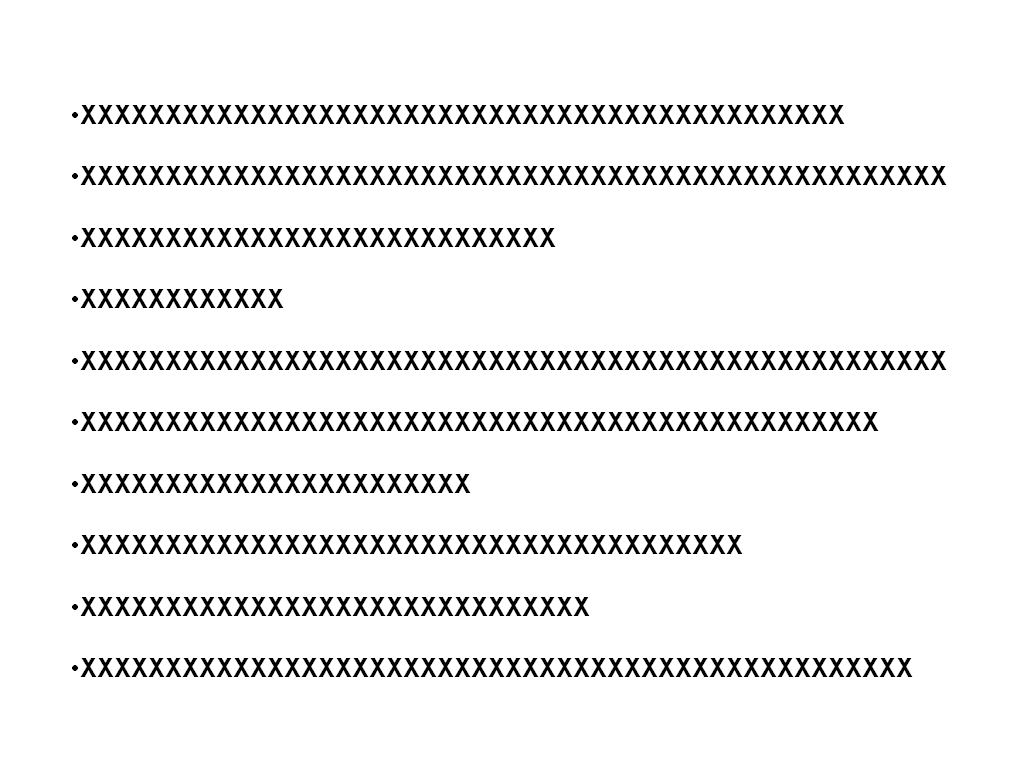 •XXXXXXXXXXXXXXXXXXXXXXXXXXXXXXXXXXXXXXXXXXXXX
•XXXXXXXXXXXXXXXXXXXXXXXXXXXXXXXXXXXXXXXXXXXXXXXXXXX
•XXXXXXXXXXXXXXXXXXXXXXXXXXXX
•XXXXXXXXXXXX
•XXXXXXXXXXXXXXXXXXXXXXXXXXXXXXXXXXXXXXXXXXXXXXXXXXX
•XXXXXXXXXXXXXXXXXXXXXXXXXXXXXXXXXXXXXXXXXXXXXXX
•XXXXXXXXXXXXXXXXXXXXXXX
•XXXXXXXXXXXXXXXXXXXXXXXXXXXXXXXXXXXXXXX
•XXXXXXXXXXXXXXXXXXXXXXXXXXXXXX
•XXXXXXXXXXXXXXXXXXXXXXXXXXXXXXXXXXXXXXXXXXXXXXXXX